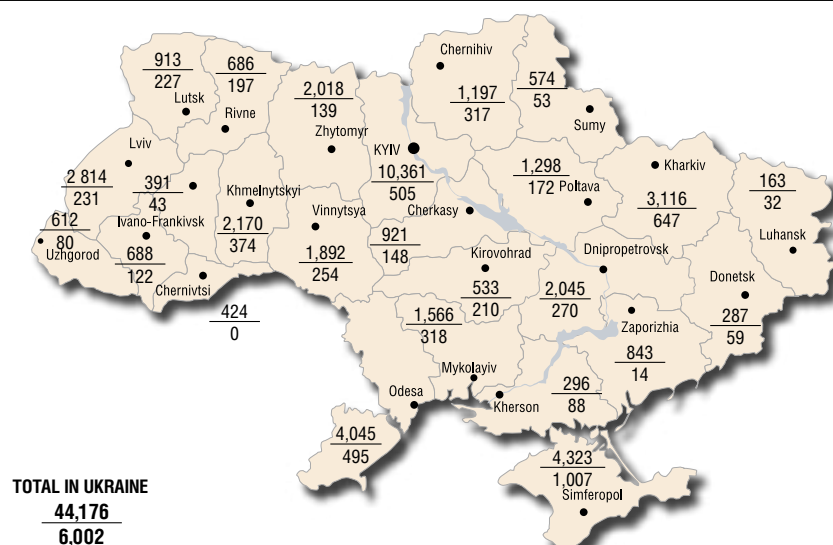 Chernihiv
913
227
Lutsk
686
197
Rivne
2,018
139
Zhytomyr
1,197
317
574
53
Sumy
Lviv
2 814
231
391
43
Khmelnytskyi
2,170
374
KYIV
10,361
505
Cherkasy
1,298
172
Poltava
Kharkiv
3,116
647
163
32
Luhansk
612
80
Uzhgorod
Ivano-Frankivsk
688
122
Chernivtsi
424
0
Vinnytsya
1,892
254
921
148
Kirovohrad
533
210
Dnipropetrovsk
2,045
270
Donetsk
287
59
Zaporizhia
843
14
1,566
318
Mykolayiv
Odesa
Kherson
296
88
4,045
495
4,323
1,007
Simferopol
TOTAL IN UKRAINE
44,176
6,002